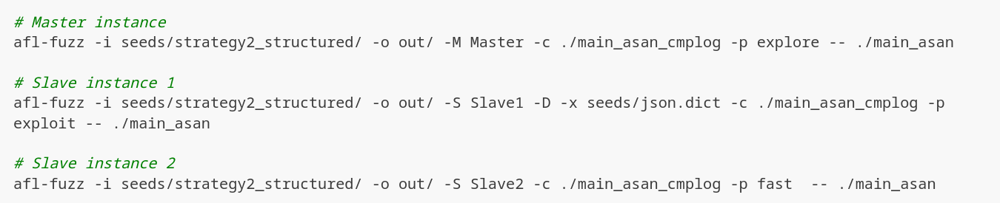 # Master instance
afl-fuzz -i seeds/strategy2_structured/ -o out/ -M Master -c ./main_asan_cmplog -p explore -- ./main_asan
# Slave instance 1
afl-fuzz -i seeds/strategy2_structured/ -o out/ -S Slave1 -D -x seeds/json.dict -c ./main_asan_cmplog -p
exploit -- ./main_asan
# Slave instance 2
afl-fuzz -i seeds/strategy2_structured/ -o out/ -S Slave2 -c ./main_asan_cmplog -p fast  -- ./main_asan